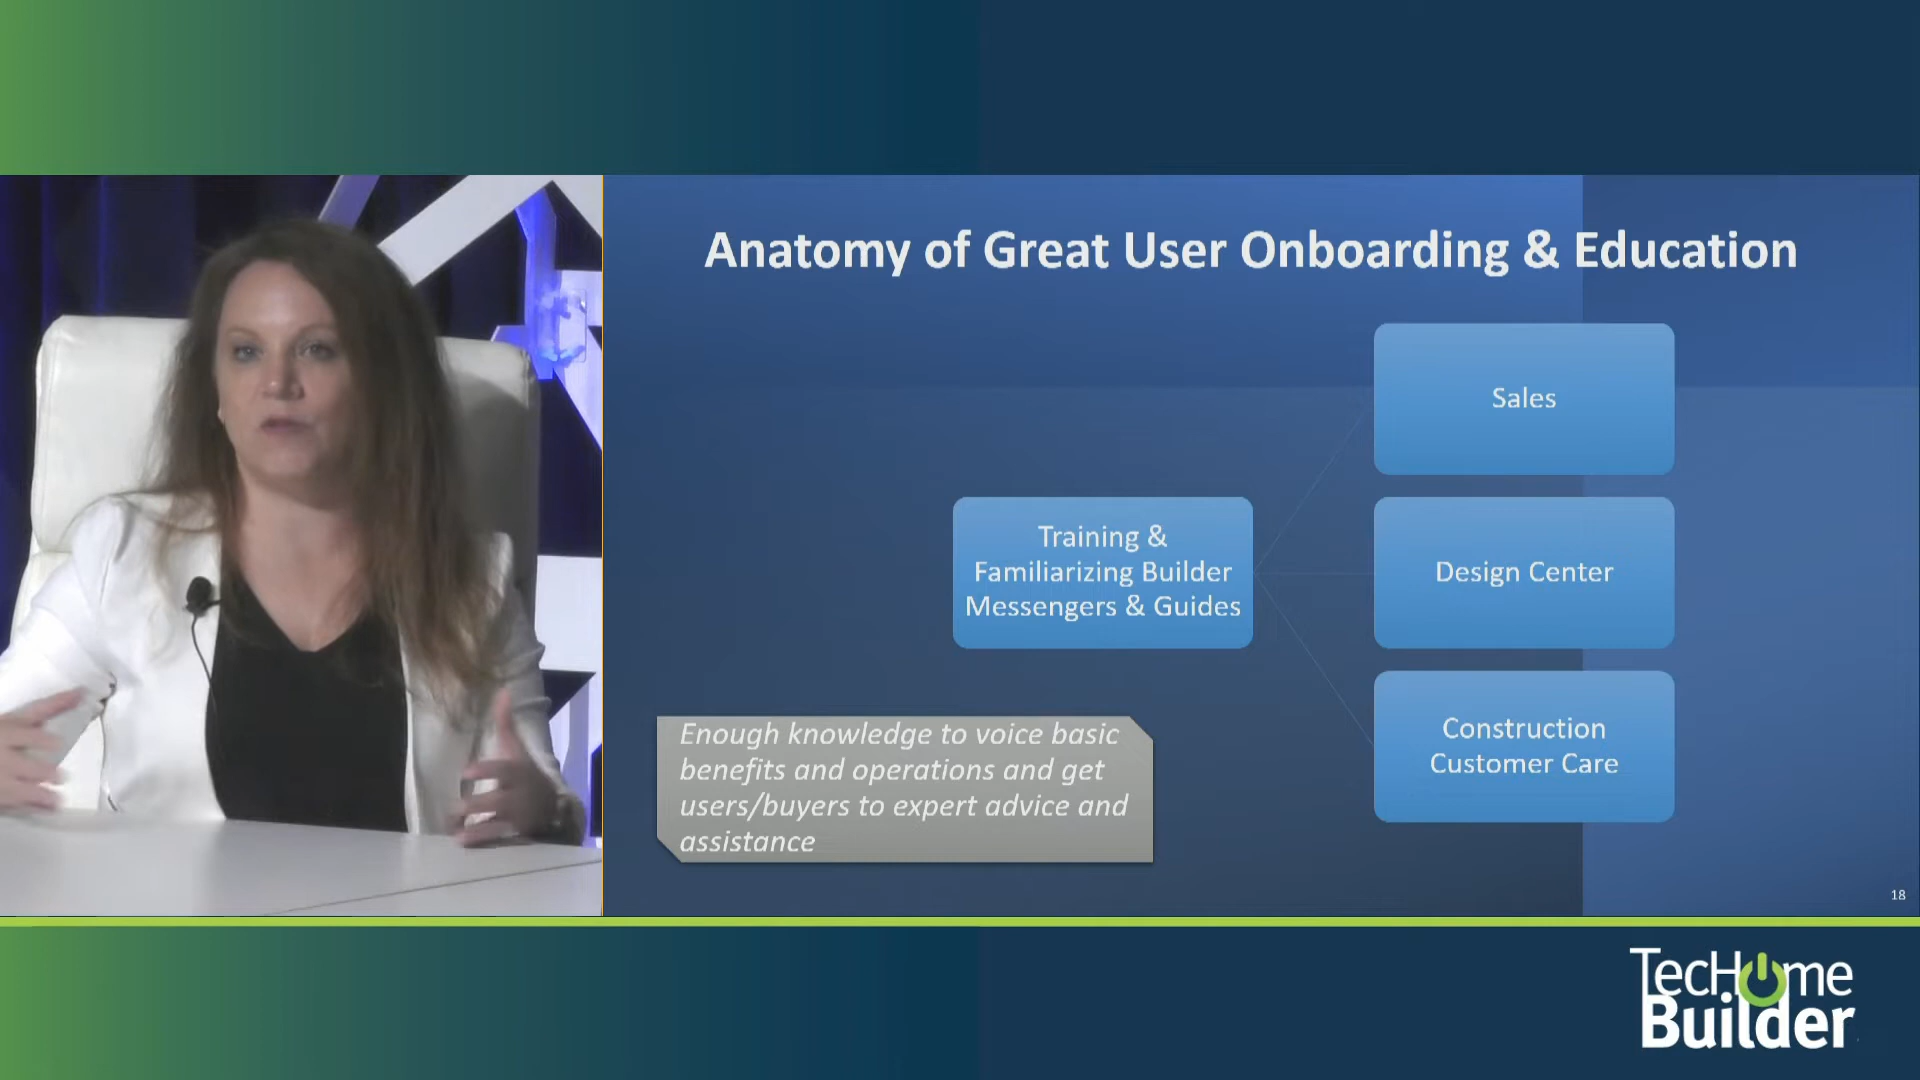 Anatomy of Great User Onboarding & Education
Sales
Training &
Familiarizing Builder
Messengers & Guides
Design Center
Construction
Customer Care
Enough knowledge to voice basic
benefits and operations and get
users/buyers to expert advice and
assistance
18
TecHome
Builder